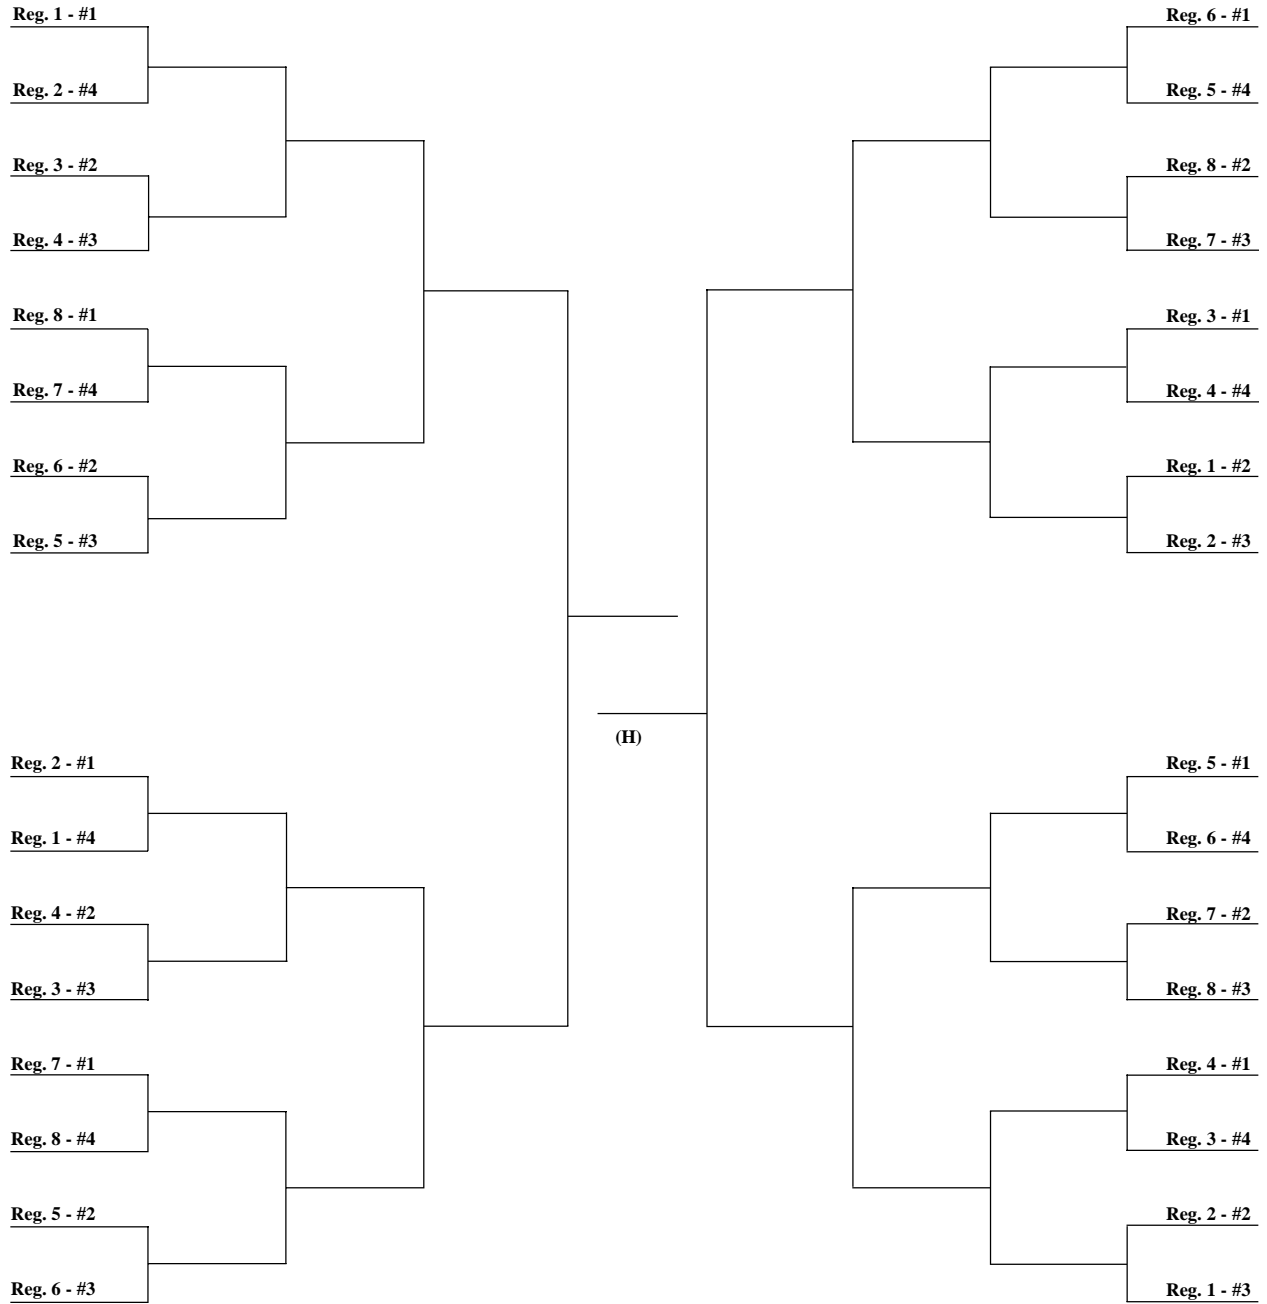 Reg. 1 - #1
Reg. 2 - #4
Reg. 3 - #2
Reg. 4 - #3
Reg. 8 - #1
Reg. 7 - #4
Reg. 6 - #2
Reg. 5 - #3
Reg. 2 - #1
Reg. 1 - #4
Reg. 4 - #2
Reg. 3 - #3
Reg. 7 - #1
Reg. 8 - #4
Reg. 5 - #2
Reg. 6 - #3
(H)
Reg. 6 - #1
Reg. 5 - #4
Reg. 8 - #2
Reg. 7 - #3
Reg. 3 - #1
Reg. 4 - #4
Reg. 1 - #2
Reg. 2 - #3
Reg. 5 - #1
Reg. 6 - #4
Reg. 7 - #2
Reg. 8 - #3
Reg. 4 - #1
Reg. 3 - #4
Reg. 2 - #2
Reg. 1 - #3